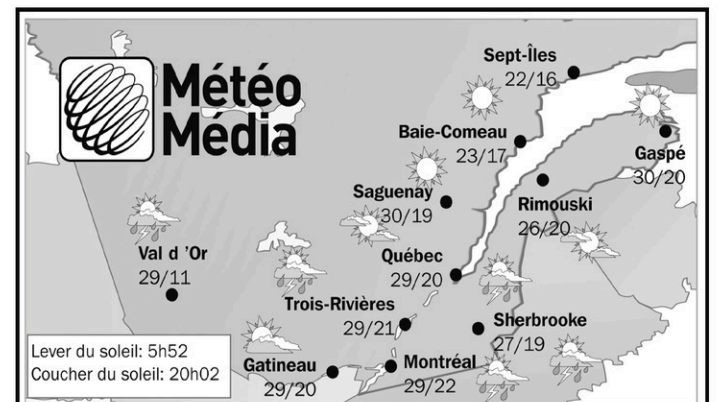 Météo
Média
Sept-Îles
22/16
Baie-Comeau
23/17
Gaspé
30/20
Saguenay
30/19
Rimouski
26/20
Val d 'Or
29/11
Québec
29/20
Trois-Rivières
29/21
Sherbrooke
27/19
Gatineau
29/20
Montréal
29/22
Lever du soleil: 5h52
Coucher du soleil: 20h02